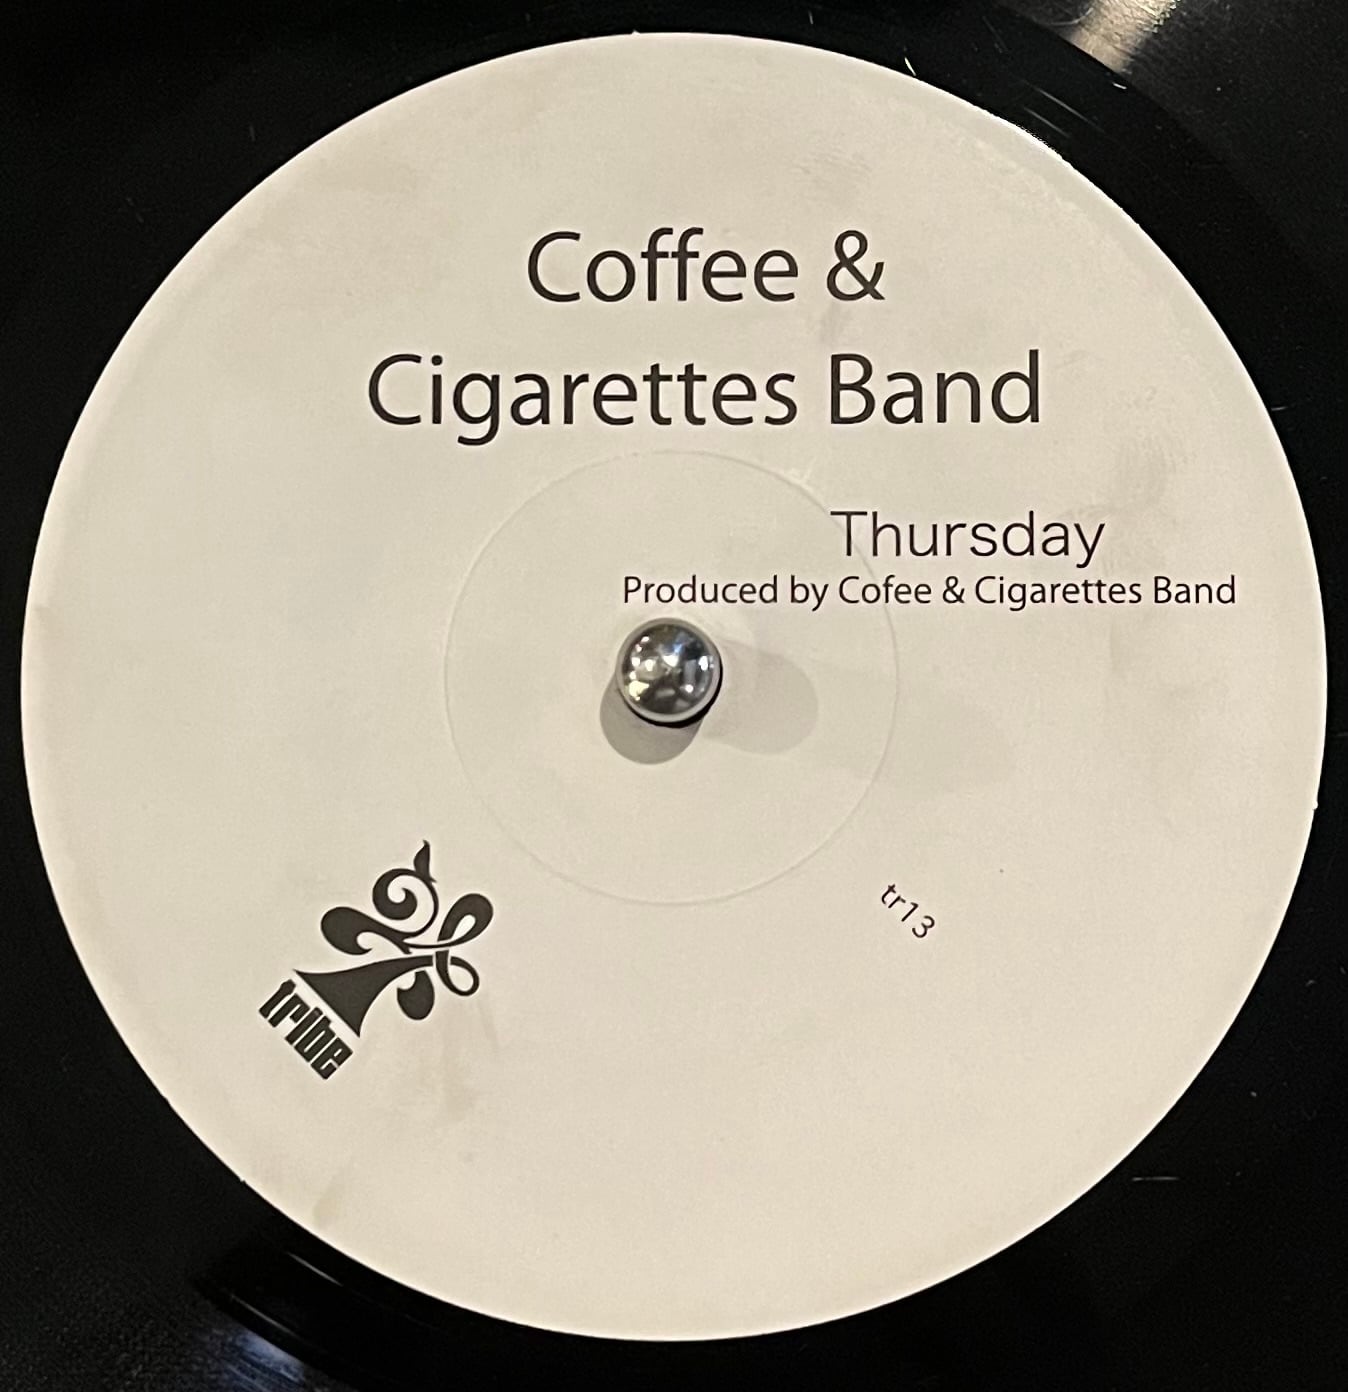 Coffee &
Cigarettes Band
Thursday
Produced by Cofee & Cigarettes Band
tr13
tribe